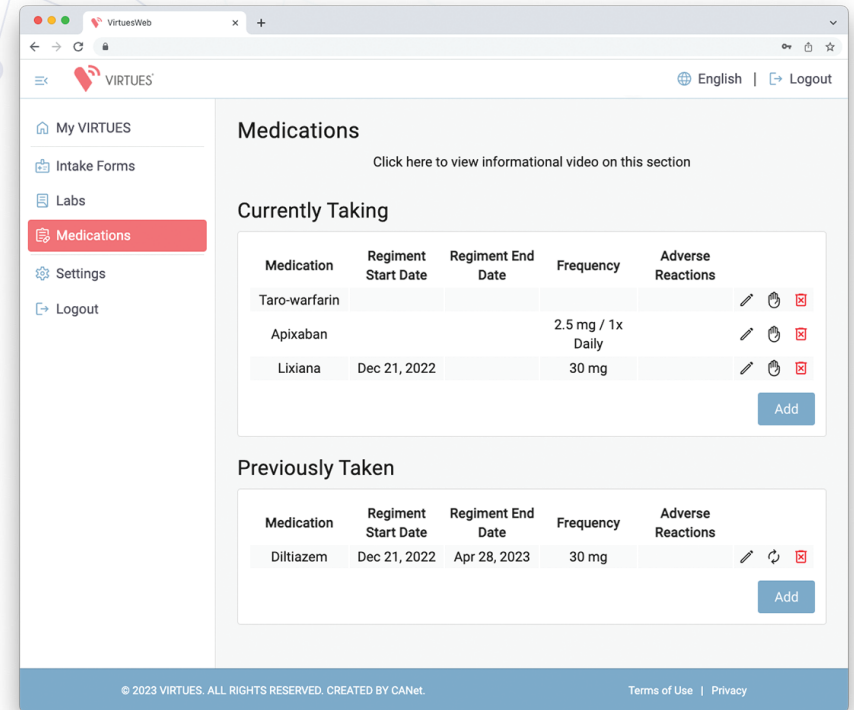 VirtuesWeb
VIRTUES
English | Logout
My VIRTUES
Intake Forms
Labs
Medications
Settings
Logout
Medications
Click here to view informational video on this section
Currently Taking
Medication Regiment Start Date Regiment End Date Frequency Adverse Reactions
Taro-warfarin
Apixaban 2.5 mg / 1x Daily
Lixiana Dec 21, 2022 30 mg
Add
Previously Taken
Medication Regiment Start Date Regiment End Date Frequency Adverse Reactions
Diltiazem Dec 21, 2022 Apr 28, 2023 30 mg
Add
© 2023 VIRTUES. ALL RIGHTS RESERVED. CREATED BY CANet.
Terms of Use | Privacy